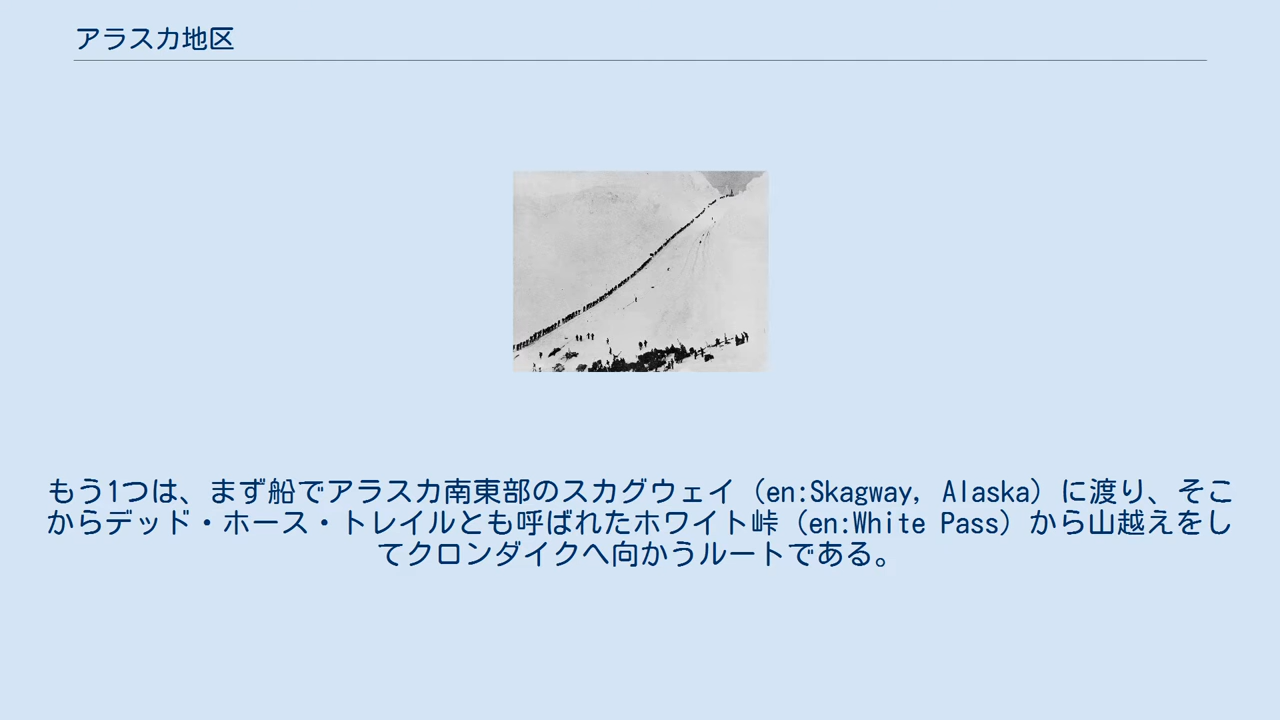 アラスカ地区
もう1つは、まず船でアラスカ南東部のスカグウェイ（en:Skagway, Alaska）に渡り、そこ
からデッド・ホース・トレイルとも呼ばれたホワイト峠（en:White Pass）から山越えをし
てクロンダイクへ向かうルートである。